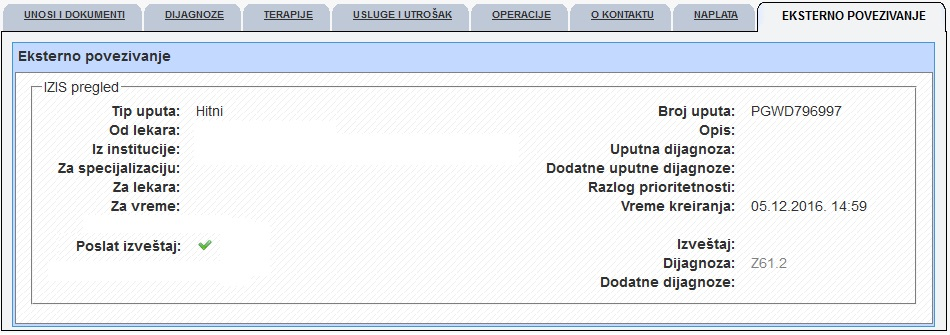 UNOSI I DOKUMENTI DIJAGNOZE TERAPIJE USLUGE I UTROŠAK OPERACIJE O KONTAKTU NAPLATA EKSTERNO POVEZIVANJE
Eksterno povezivanje
IZIS pregled
Tip uputa: Hitni Broj uputa: PGWD796997
Od lekara: Opis:
Iz institucije: Uputna dijagnoza:
Za specijalizaciju: Dodatne uputne dijagnoze:
Za lekara: Razlog prioritetnosti:
Za vreme: Vreme kreiranja: 05.12.2016. 14:59
Poslat izveštaj: Izveštaj:
Dijagnoza: Z61.2
Dodatne dijagnoze: